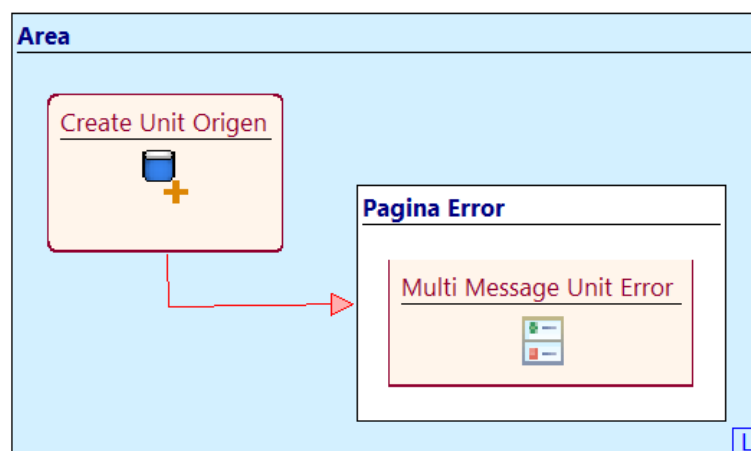 Area
Create Unit Origen
Pagina Error
Multi Message Unit Error
L